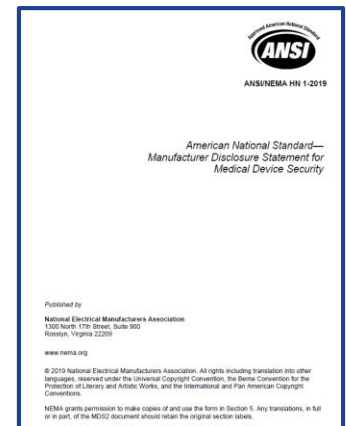 Approved American National Standard
ANSI
ANSI/NEMA HN 1-2019
American National Standard—
Manufacturer Disclosure Statement for
Medical Device Security
Published by
National Electrical Manufacturers Association
1300 North 17th Street, Suite 900
Rosslyn, Virginia 22209
www.nema.org
© 2019 National Electrical Manufacturers Association. All rights including translation into other
languages, reserved under the Universal Copyright Convention, the Berne Convention for the
Protection of Literary and Artistic Works, and the International and Pan American Copyright
Conventions.
NEMA grants permission to make copies of and use the form in Section 5. Any translations, in full
or in part, of the MDS2 document should retain the original section labels.